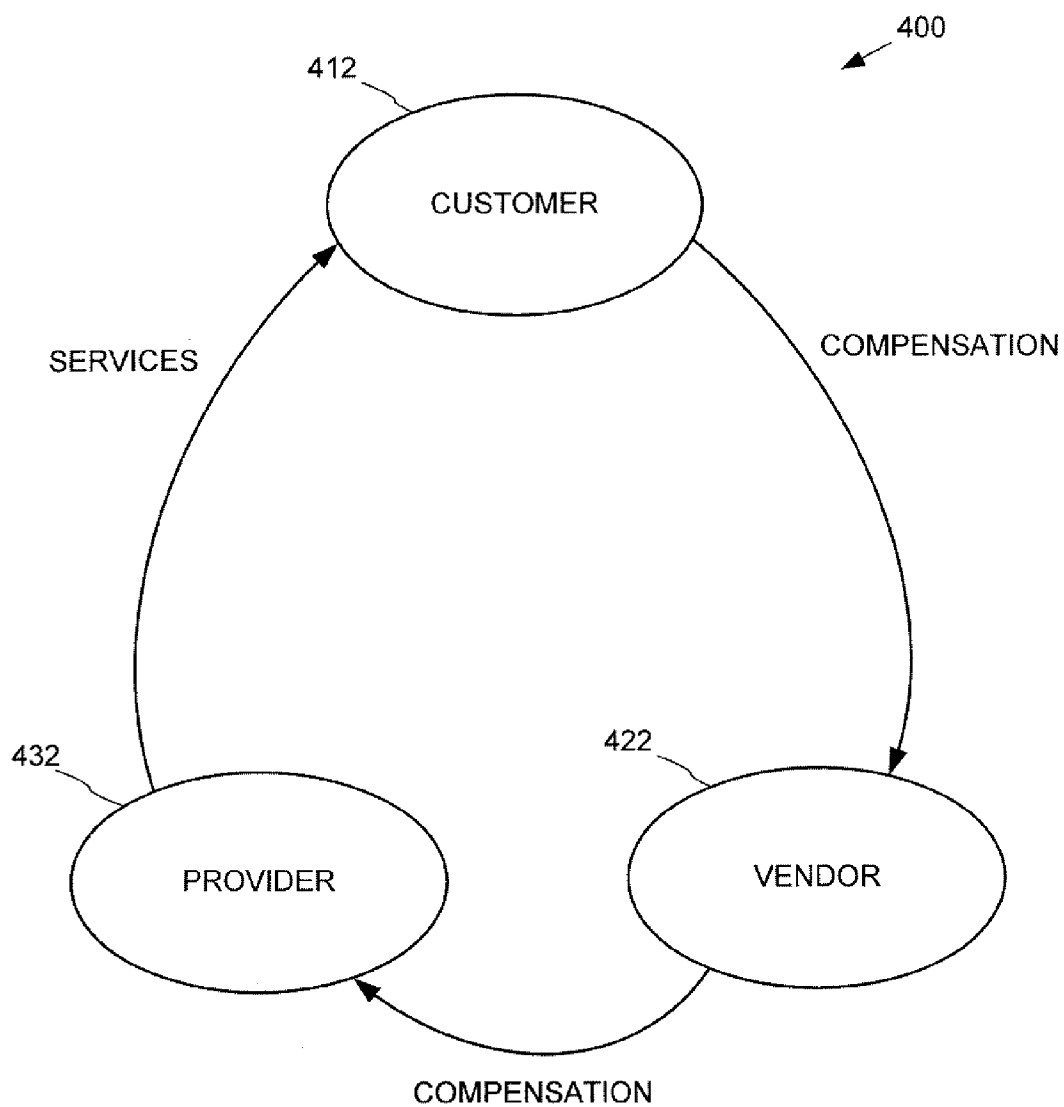 400
412
CUSTOMER
SERVICES
COMPENSATION
432
422
PROVIDER
VENDOR
COMPENSATION